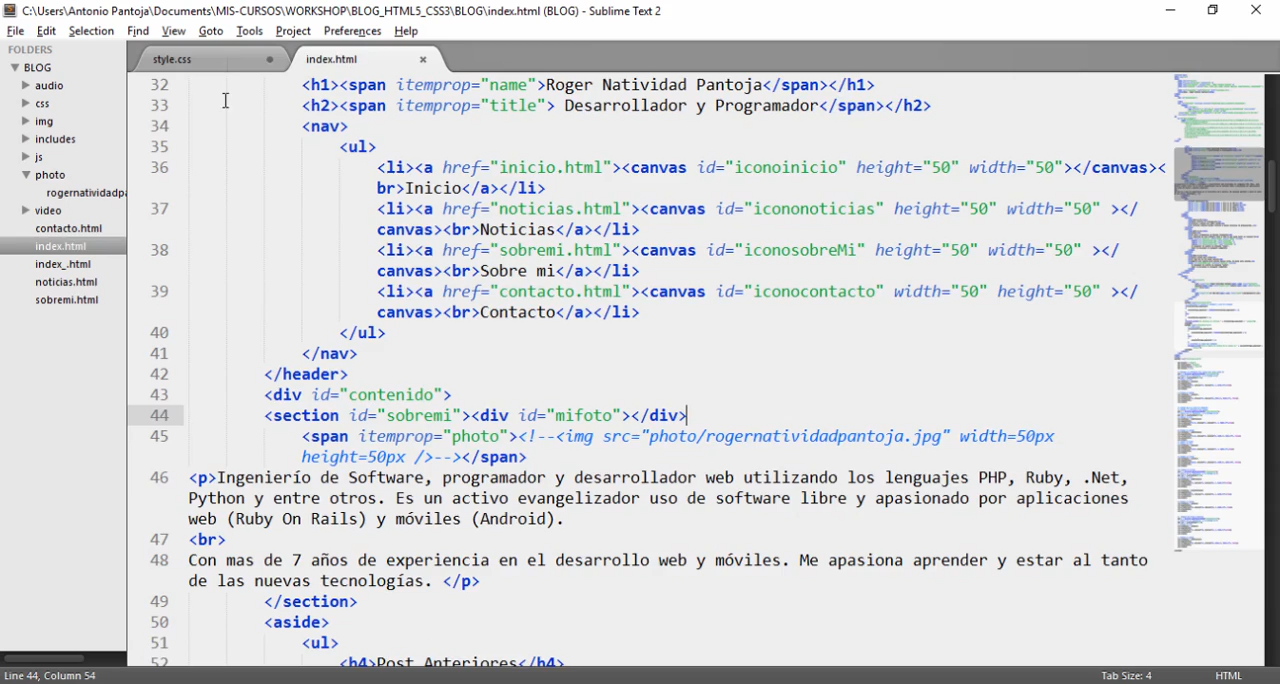 C:\Users\Antonio Pantoja\Documents\MIS-CURSOS\WORKSHOP\BLOG_HTML5_CSS3\BLOG\index.html (BLOG) - Sublime Text 2
File Edit Selection Find View Goto Tools Project Preferences Help
FOLDERS
BLOG
audio
css
img
includes
js
photo
rogernatividadpa
video
contacto.html
index.html
index_.html
noticias.html
sobremi.html
style.css
index.html
32 <h1><span itemprop="name">Roger Natividad Pantoja</span></h1>
33 <h2><span itemprop="title"> Desarrollador y Programador</span></h2>
34 <nav>
35 <ul>
36 <li><a href="inicio.html"><canvas id="iconoinicio" height="50" width="50"></canvas><
br>Inicio</a></li>
37 <li><a href="noticias.html"><canvas id="icononoticias" height="50" width="50" ></
canvas><br>Noticias</a></li>
38 <li><a href="sobremi.html"><canvas id="iconosobreMi" height="50" width="50" ></
canvas><br>Sobre mi</a></li>
39 <li><a href="contacto.html"><canvas id="iconocontacto" width="50" height="50" ></
canvas><br>Contacto</a></li>
40 </ul>
41 </nav>
42 </header>
43 <div id="contenido">
44 <section id="sobremi"><div id="mifoto"></div>
45 <span itemprop="photo"><!--<img src="photo/rogernatividadpantoja.jpg" width=50px
height=50px />--></span>
46 <p>Ingenierío de Software, programador y desarrollador web utilizando los lenguajes PHP, Ruby, .Net,
Python y entre otros. Es un activo evangelizador uso de software libre y apasionado por aplicaciones
web (Ruby On Rails) y móviles (Android).
47 <br>
48 Con mas de 7 años de experiencia en el desarrollo web y móviles. Me apasiona aprender y estar al tanto
de las nuevas tecnologías. </p>
49 </section>
50 <aside>
51 <ul>
52 <h4>Post Anteriores</h4>
Line 44, Column 54
Tab Size: 4
HTML